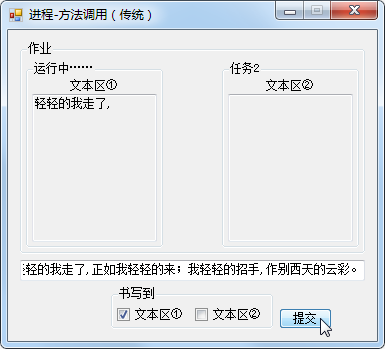 进程-方法调用（传统）
作业
运行中……
任务2
文本区①
文本区②
轻轻的我走了,
轻的我走了,正如我轻轻的来；我轻轻的招手,作别西天的云彩。
书写到
文本区①
文本区②
提交